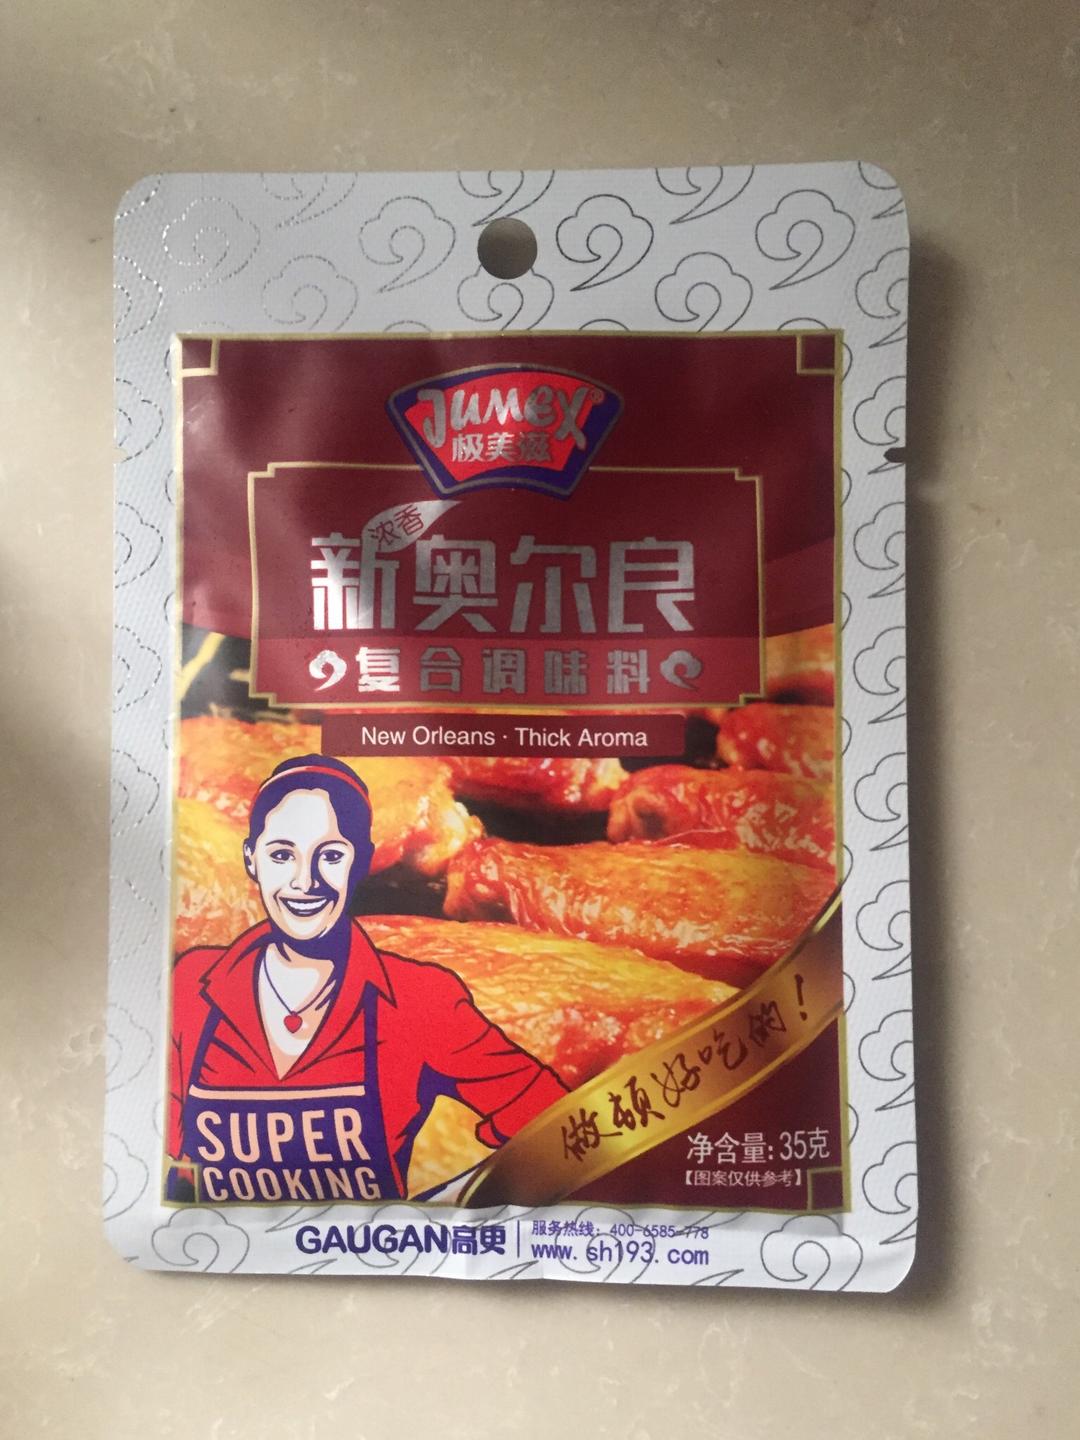 JUMEX®
极美滋
浓香
新奥尔良
复合调味料
New Orleans · Thick Aroma
做顿好吃的!
SUPER
COOKING
净含量: 35克
【图案仅供参考】
GAUGAN高更
服务热线: 400-6585-778
www.sh193.com